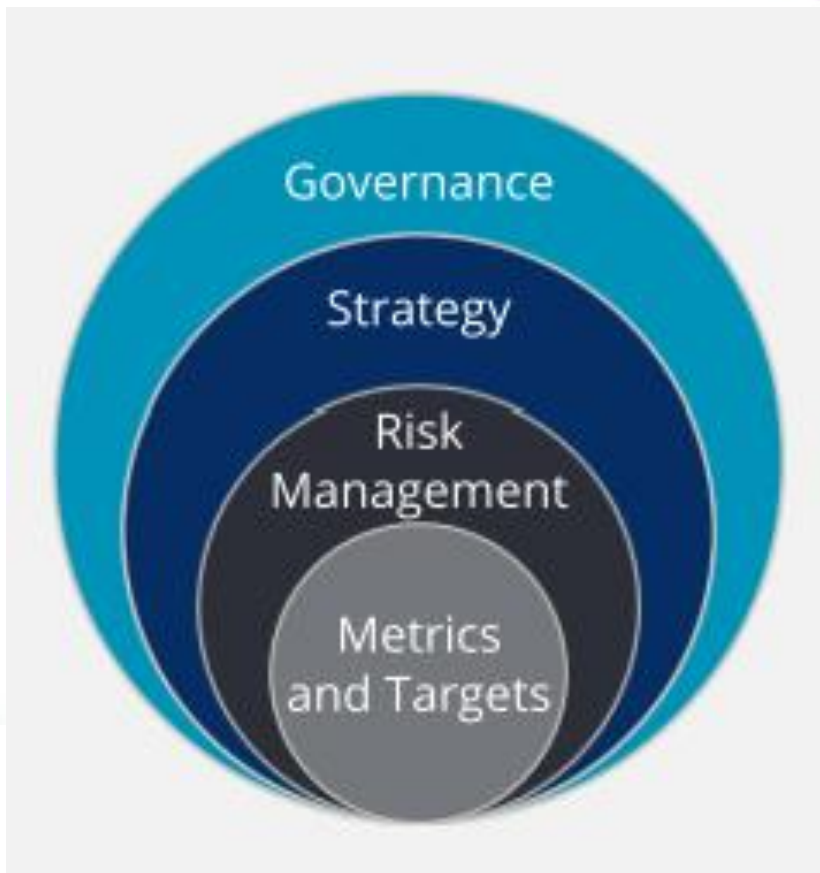 Governance
Strategy
Risk
Management
Metrics
and Targets